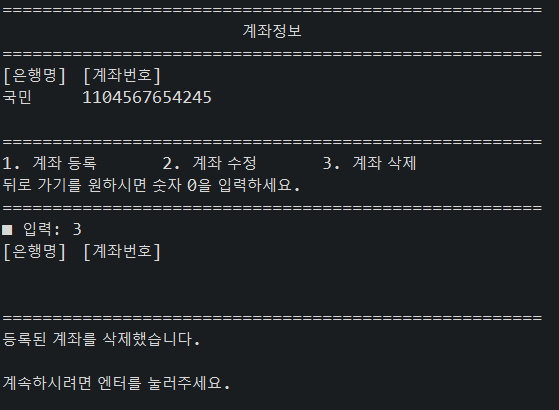 ======================================================
계좌정보
======================================================
[은행명] [계좌번호]
국민 1104567654245
======================================================
1. 계좌 등록 2. 계좌 수정 3. 계좌 삭제
뒤로 가기를 원하시면 숫자 0을 입력하세요.
======================================================
■ 입력: 3
[은행명] [계좌번호]
======================================================
등록된 계좌를 삭제했습니다.
계속하시려면 엔터를 눌러주세요.